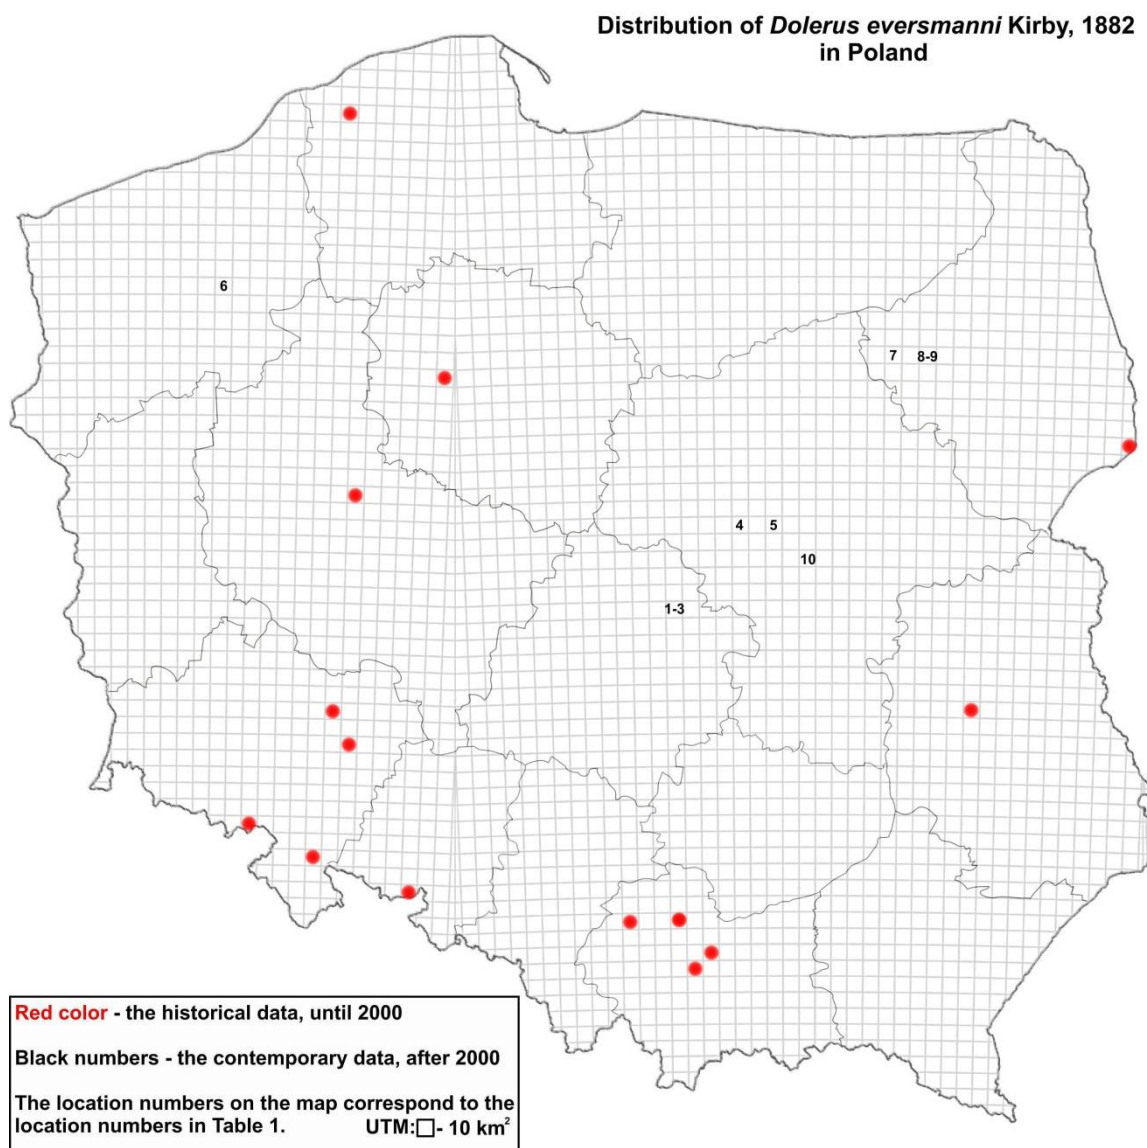 Distribution of Dolerus eversmanni Kirby, 1882
in Poland
6
7 8-9
4 5
10
1-3
Red color - the historical data, until 2000
Black numbers - the contemporary data, after 2000
The location numbers on the map correspond to the
location numbers in Table 1. UTM:□- 10 km²